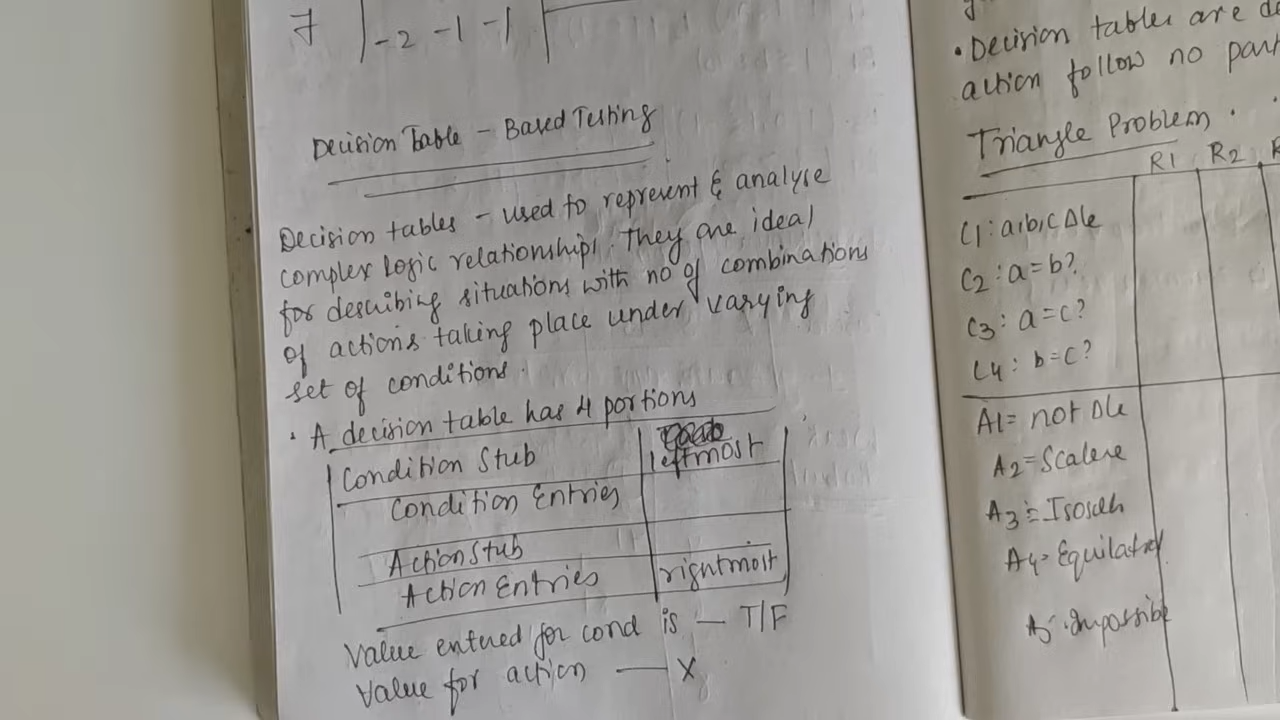 7 | -2 -1 -1 |
Decision Table - Based Testing
Decision tables - used to represent & analyse
complex logic relationships. They are ideal
for describing situations with no of combinations
of actions taking place under varying
set of conditions.
· A decision table has 4 portions
Condition Stub | leftmost
Condition Entries
Action Stub
Action Entries | rightmost
Value entered for cond is — T/F
Value for action — X
· Decision tables are de
action follow no part
Triangle Problem.
R1 R2 R
C1: a,b,c Δle
C2: a=b?
C3: a=c?
C4: b=c?
A1= not Δle
A2=Scalene
A3= Isosceles
A4= Equilateral
A5. Impossible